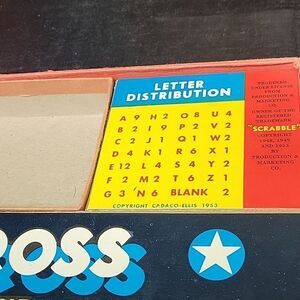 LETTER
DISTRIBUTION
A 9 H 2 O 8 U 4
B 2 I 9 P 2 V 2
C 2 J 1 Q 1 W 2
D 4 K 1 R 6 X 1
E 12 L 4 S 4 Y 2
F 2 M 2 T 6 Z 1
G 3 N 6 BLANK 2
COPYRIGHT CADACO-ELLIS 1953
PRODUCED
UNDER LICENSE
FROM
PRODUCTION &
MARKETING
CO.
OWNER OF THE
REGISTERED
TRADEMARK
"SCRABBLE"
COPYRIGHT
1948, 1949
AND 1953
BY
PRODUCTION &
MARKETING
CO.
ROSS